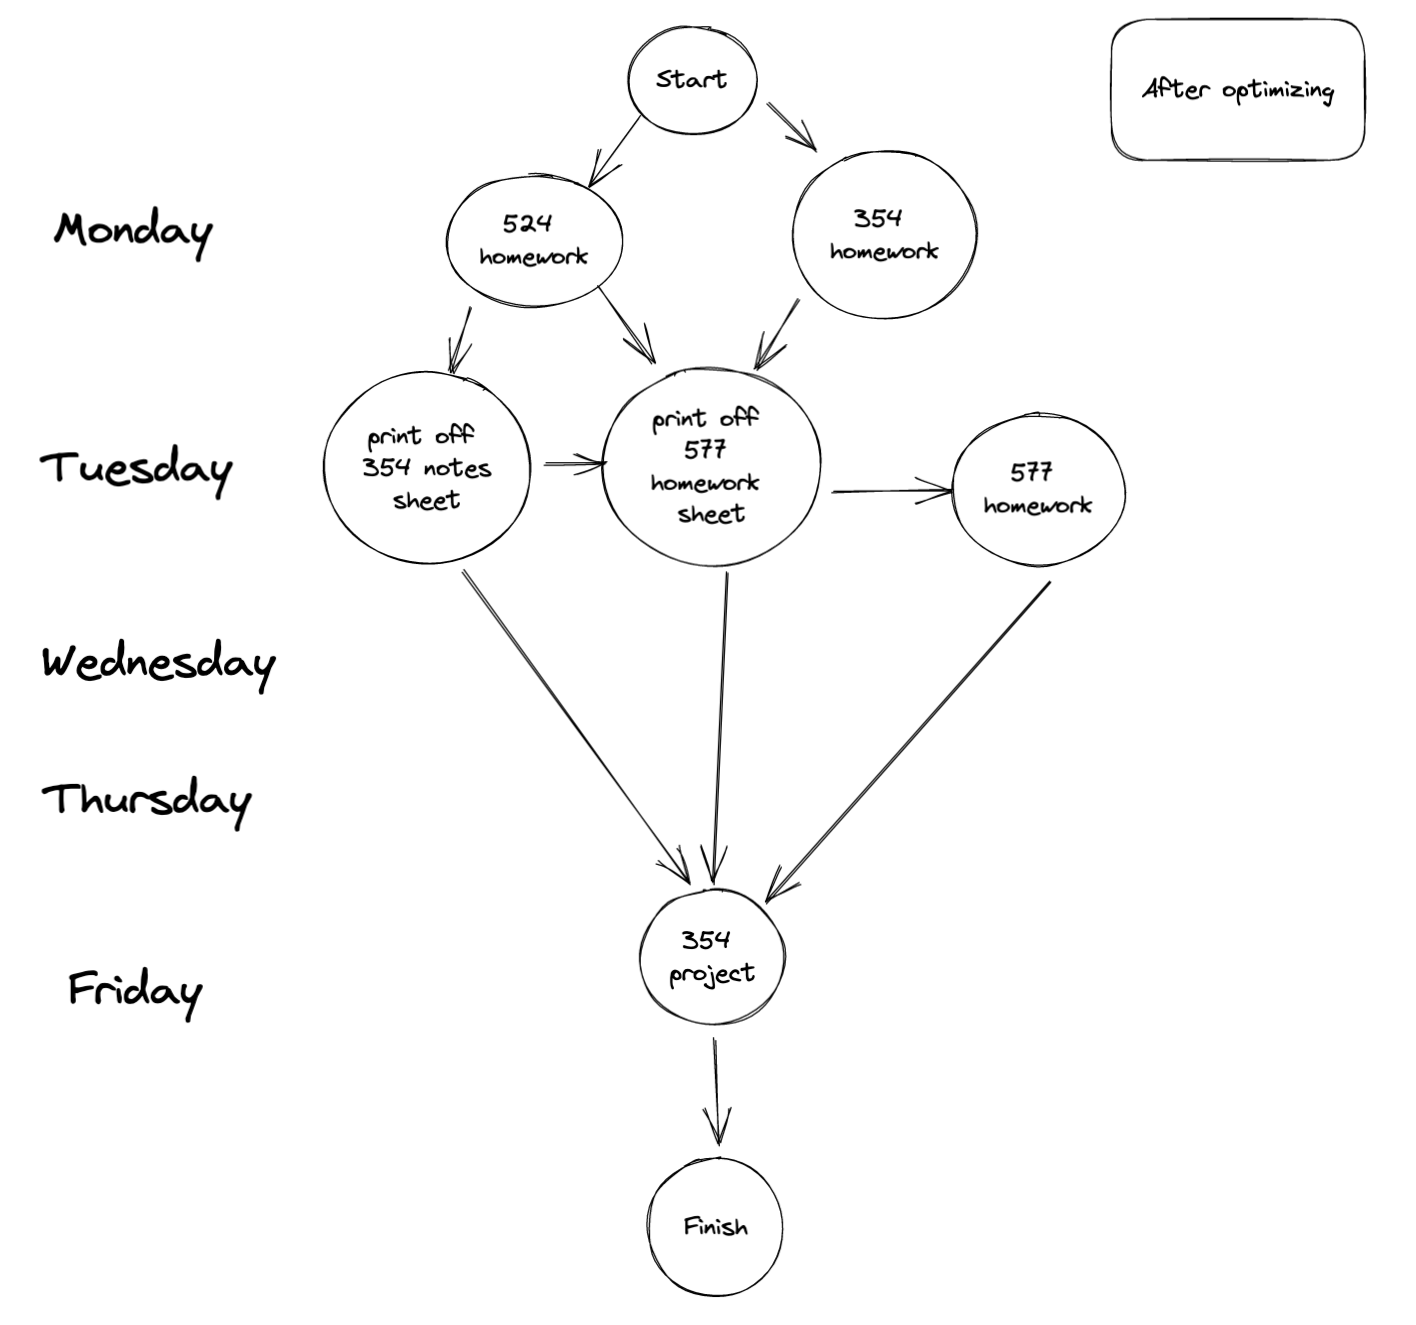 Start
After optimizing
Monday
524
homework
354
homework
Tuesday
print off
354 notes
sheet
print off
577
homework
sheet
577
homework
Wednesday
Thursday
Friday
354
project
Finish